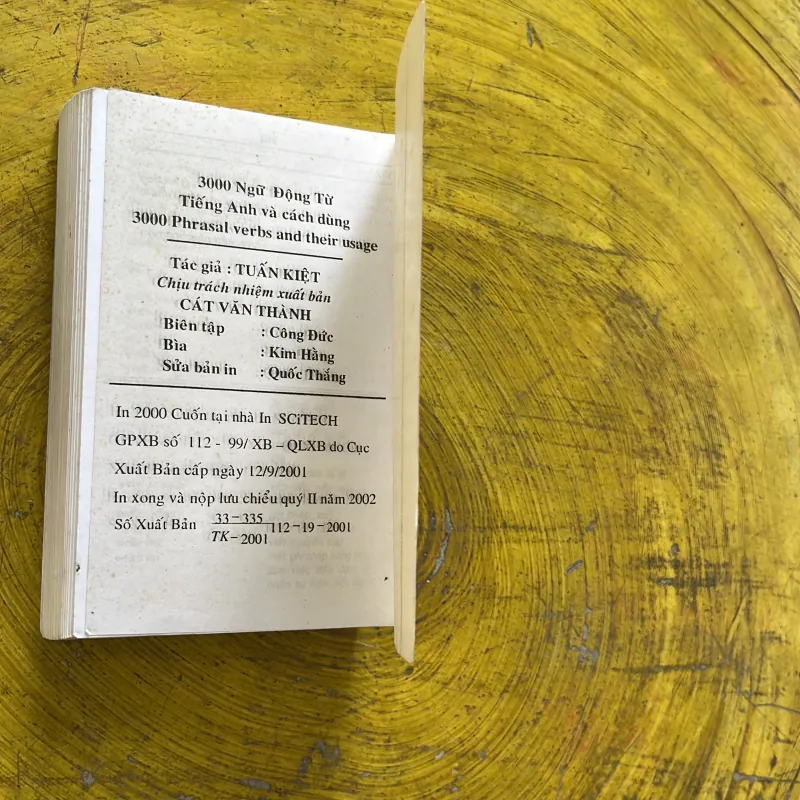 3000 Ngữ Động Từ
Tiếng Anh và cách dùng
3000 Phrasal verbs and their usage
Tác giả : TUẤN KIỆT
Chịu trách nhiệm xuất bản
CÁT VĂN THÀNH
Biên tập : Công Đức
Bìa : Kim Hằng
Sửa bản in : Quốc Thắng
In 2000 Cuốn tại nhà In SCiTECH
GPXB số 112 - 99/ XB – QLXB do Cục
Xuất Bản cấp ngày 12/9/2001
In xong và nộp lưu chiểu quý II năm 2002
Số Xuất Bản 33 – 335 112 – 19 – 2001
TK – 2001